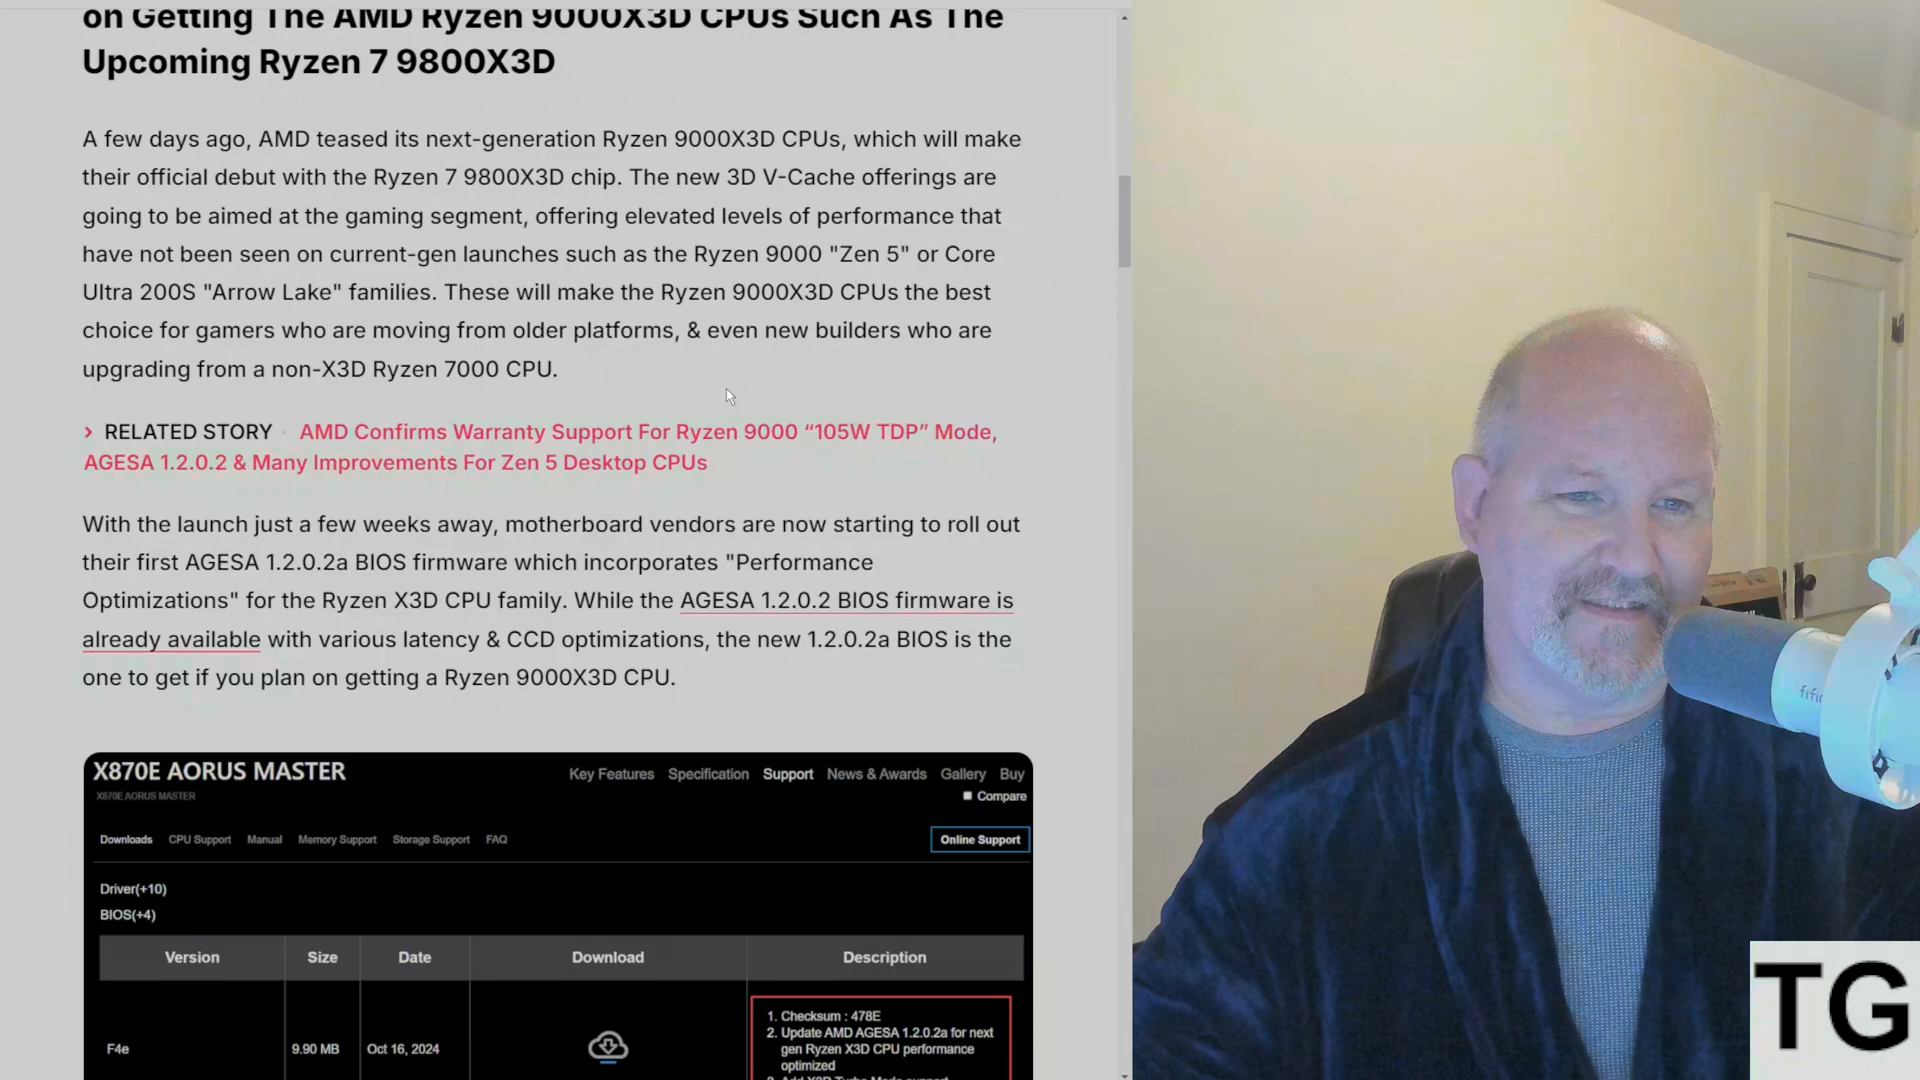 on Getting The AMD Ryzen 9000X3D CPUs Such As The
Upcoming Ryzen 7 9800X3D
A few days ago, AMD teased its next-generation Ryzen 9000X3D CPUs, which will make
their official debut with the Ryzen 7 9800X3D chip. The new 3D V-Cache offerings are
going to be aimed at the gaming segment, offering elevated levels of performance that
have not been seen on current-gen launches such as the Ryzen 9000 "Zen 5" or Core
Ultra 200S "Arrow Lake" families. These will make the Ryzen 9000X3D CPUs the best
choice for gamers who are moving from older platforms, & even new builders who are
upgrading from a non-X3D Ryzen 7000 CPU.
> RELATED STORY · AMD Confirms Warranty Support For Ryzen 9000 “105W TDP” Mode,
AGESA 1.2.0.2 & Many Improvements For Zen 5 Desktop CPUs
With the launch just a few weeks away, motherboard vendors are now starting to roll out
their first AGESA 1.2.0.2a BIOS firmware which incorporates "Performance
Optimizations" for the Ryzen X3D CPU family. While the AGESA 1.2.0.2 BIOS firmware is
already available with various latency & CCD optimizations, the new 1.2.0.2a BIOS is the
one to get if you plan on getting a Ryzen 9000X3D CPU.
X870E AORUS MASTER
Key Features Specification Support News & Awards Gallery Buy
X870E AORUS MASTER
Compare
Downloads CPU Support Manual Memory Support Storage Support FAQ
Online Support
Driver(+10)
BIOS(+4)
Version Size Date Download Description
F4e 9.90 MB Oct 16, 2024
1. Checksum : 478E
2. Update AMD AGESA 1.2.0.2a for next
gen Ryzen X3D CPU performance
optimized
3. Add X3D Turbo Mode support
fifin
TG